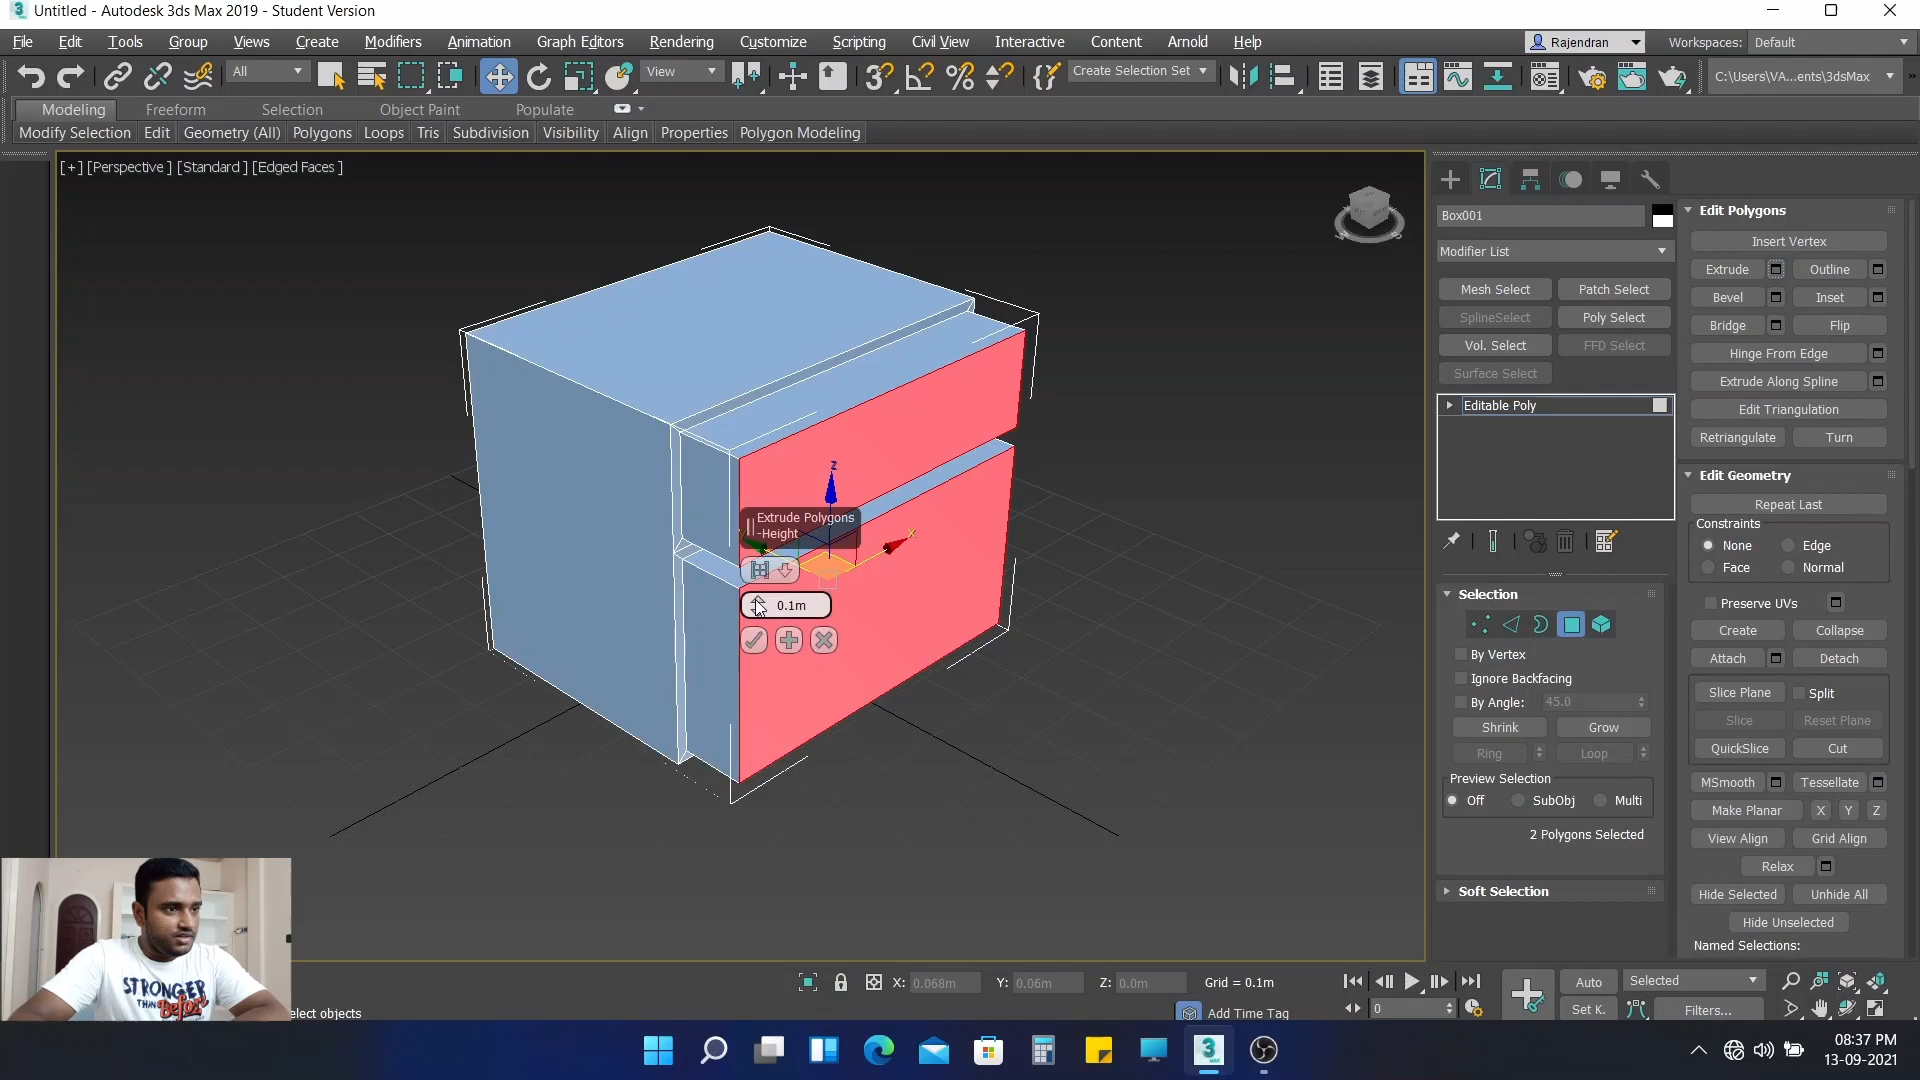 Untitled - Autodesk 3ds Max 2019 - Student Version
File Edit Tools Group Views Create Modifiers Animation Graph Editors Rendering Customize Scripting Civil View Interactive Content Arnold Help Rajendran Workspaces: Default
All View Create Selection Set C:\Users\VA...ents\3dsMax
Modeling Freeform Selection Object Paint Populate
Modify Selection Edit Geometry (All) Polygons Loops Tris Subdivision Visibility Align Properties Polygon Modeling
[+] [Perspective ] [Standard ] [Edged Faces ]
z
x
Extrude Polygons
-Height
0.1m
Box001
Modifier List
Mesh Select Patch Select
SplineSelect Poly Select
Vol. Select FFD Select
Surface Select
Editable Poly
Selection
By Vertex
Ignore Backfacing
By Angle: 45.0
Shrink Grow
Ring Loop
Preview Selection
Off SubObj Multi
2 Polygons Selected
Soft Selection
Edit Polygons
Insert Vertex
Extrude Outline
Bevel Inset
Bridge Flip
Hinge From Edge
Extrude Along Spline
Edit Triangulation
Retriangulate Turn
Edit Geometry
Repeat Last
Constraints
None Edge
Face Normal
Preserve UVs
Create Collapse
Attach Detach
Slice Plane Split
Slice Reset Plane
QuickSlice Cut
MSmooth Tessellate
Make Planar X Y Z
View Align Grid Align
Relax
Hide Selected Unhide All
Hide Unselected
Named Selections:
STRONGER
THAN Before
X: 0.068m Y: 0.06m Z: 0.0m Grid = 0.1m
elect objects
Add Time Tag
0
Auto Selected
Set K. Filters...
3
08:37 PM
13-09-2021